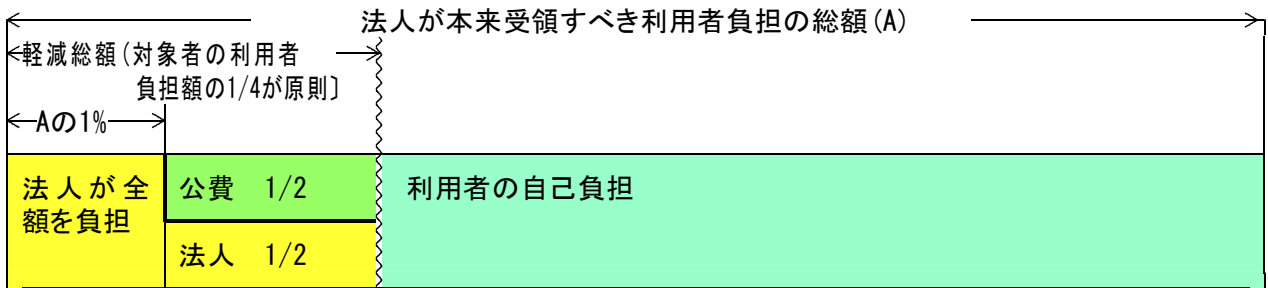 法人が本来受領すべき利用者負担の総額(A)
軽減総額(対象者の利用者
負担額の1/4が原則〕
Aの1%
法人が全
額を負担
公費 1/2
法人 1/2
利用者の自己負担